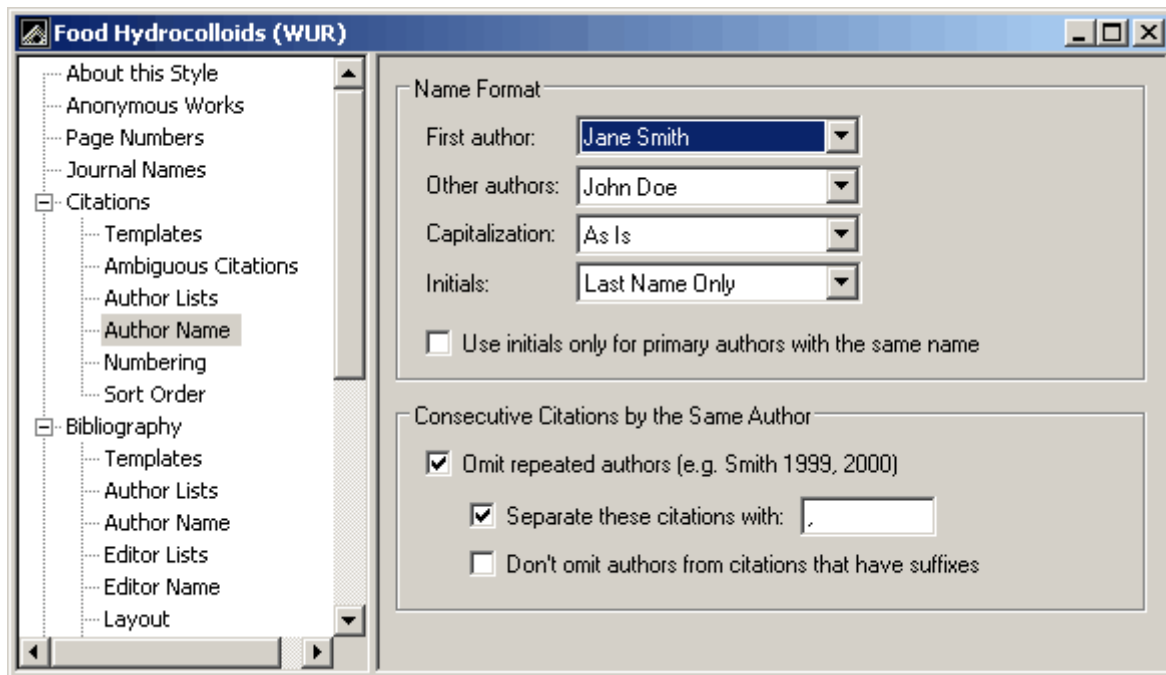 Food Hydrocolloids (WUR)
About this Style
Anonymous Works
Page Numbers
Journal Names
Citations
Templates
Ambiguous Citations
Author Lists
Author Name
Numbering
Sort Order
Bibliography
Templates
Author Lists
Author Name
Editor Lists
Editor Name
Layout
Name Format
First author: Jane Smith
Other authors: John Doe
Capitalization: As Is
Initials: Last Name Only
Use initials only for primary authors with the same name
Consecutive Citations by the Same Author
Omit repeated authors (e.g. Smith 1999, 2000)
Separate these citations with: ,
Don't omit authors from citations that have suffixes